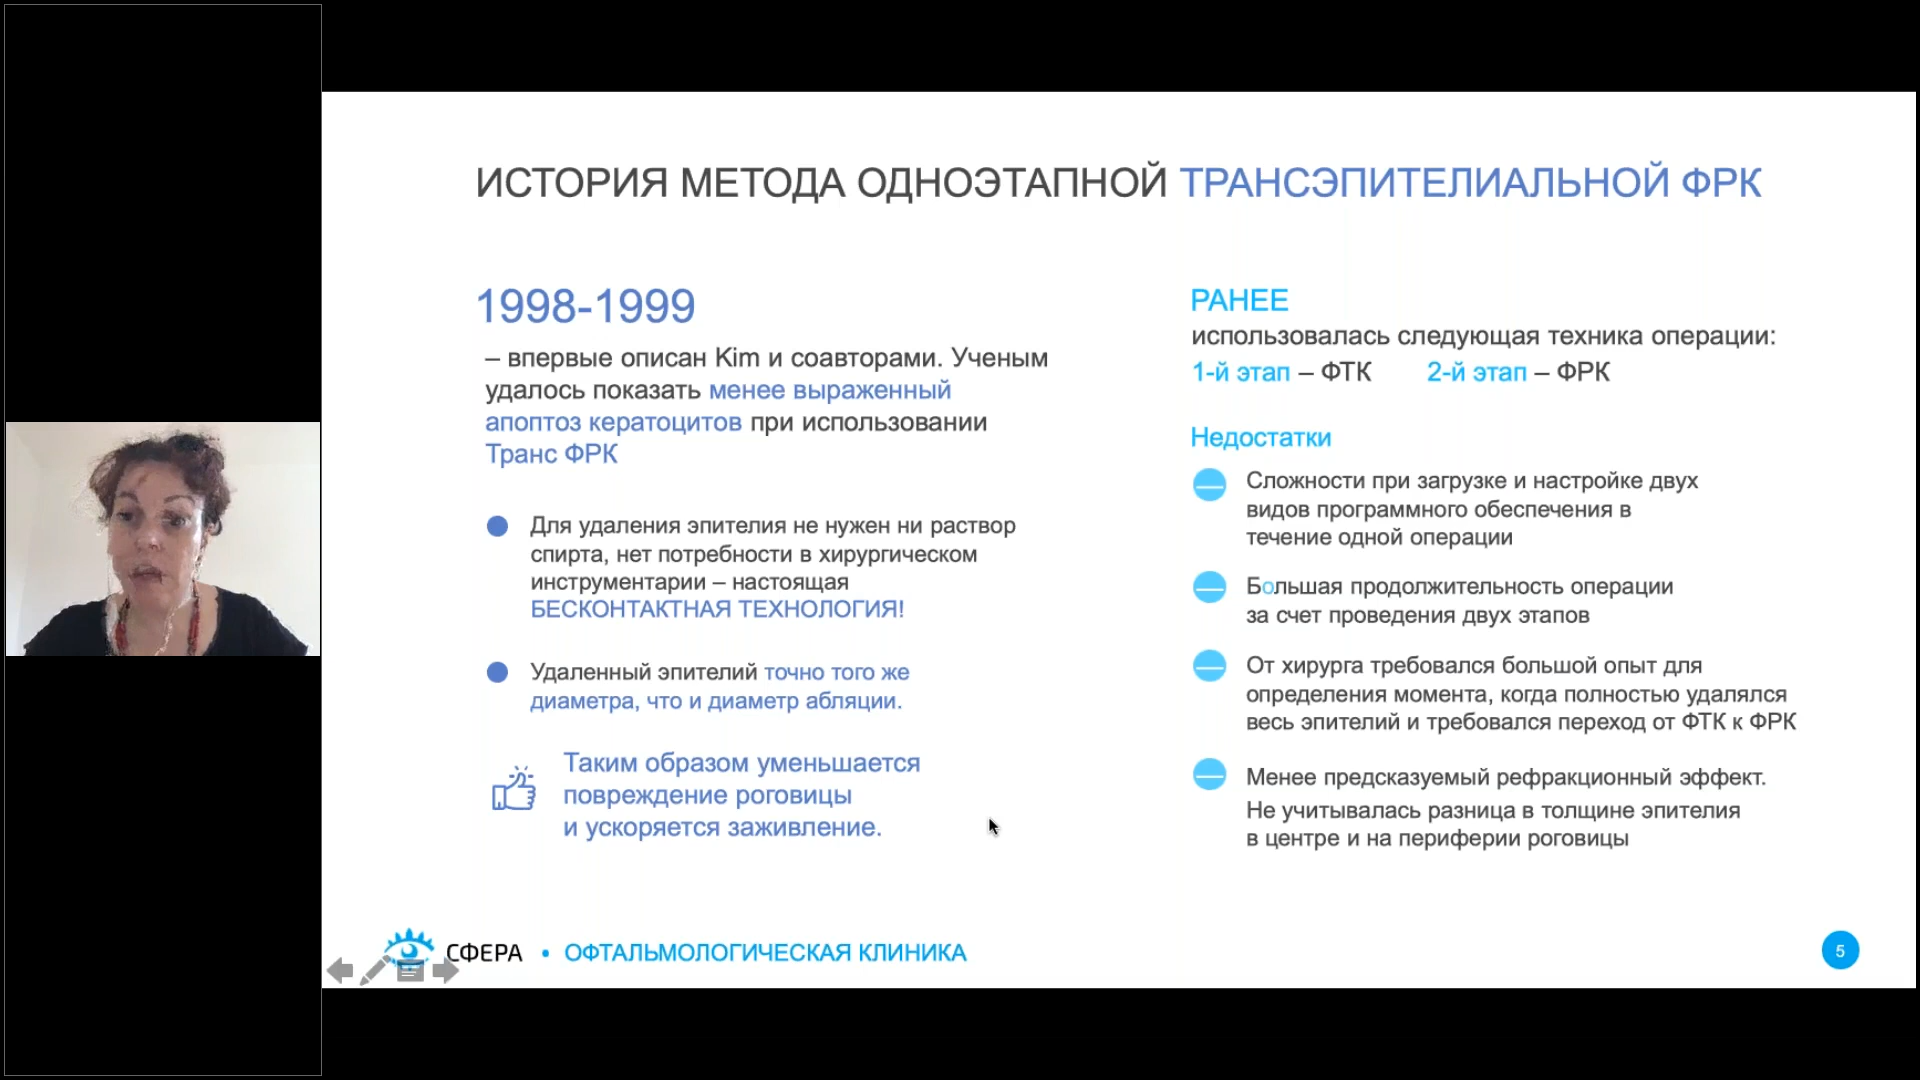 ИСТОРИЯ МЕТОДА ОДНОЭТАПНОЙ ТРАНСЭПИТЕЛИАЛЬНОЙ ФРК
1998-1999
– впервые описан Kim и соавторами. Ученым
удалось показать менее выраженный
апоптоз кератоцитов при использовании
Транс ФРК
Для удаления эпителия не нужен ни раствор
спирта, нет потребности в хирургическом
инструментарии – настоящая
БЕСКОНТАКТНАЯ ТЕХНОЛОГИЯ!
Удаленный эпителий точно того же
диаметра, что и диаметр абляции.
Таким образом уменьшается
повреждение роговицы
и ускоряется заживление.
РАНЕЕ
использовалась следующая техника операции:
1-й этап – ФТК 2-й этап – ФРК
Недостатки
Сложности при загрузке и настройке двух
видов программного обеспечения в
течение одной операции
Большая продолжительность операции
за счет проведения двух этапов
От хирурга требовался большой опыт для
определения момента, когда полностью удалялся
весь эпителий и требовался переход от ФТК к ФРК
Менее предсказуемый рефракционный эффект.
Не учитывалась разница в толщине эпителия
в центре и на периферии роговицы
СФЕРА • ОФТАЛЬМОЛОГИЧЕСКАЯ КЛИНИКА
5